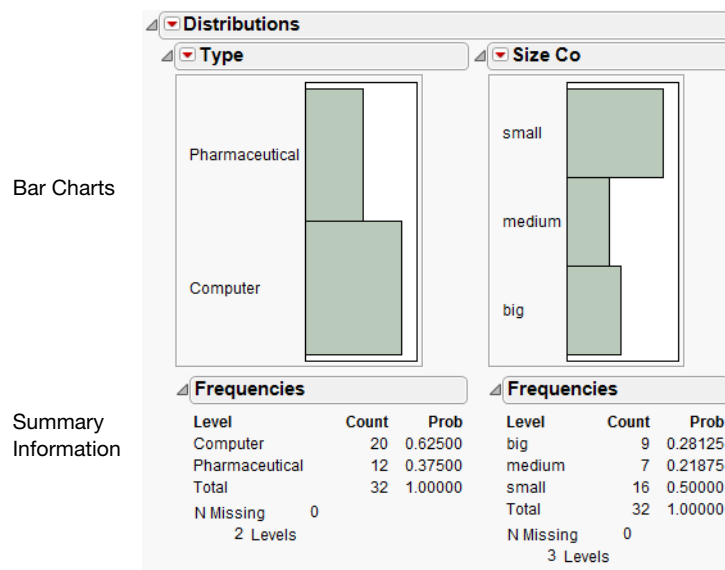 Distributions
Type
Pharmaceutical
Computer
Frequencies
Level Count Prob
Computer 20 0.62500
Pharmaceutical 12 0.37500
Total 32 1.00000
N Missing 0
2 Levels
Size Co
small
medium
big
Frequencies
Level Count Prob
big 9 0.28125
medium 7 0.21875
small 16 0.50000
Total 32 1.00000
N Missing 0
3 Levels
Bar Charts
Summary
Information